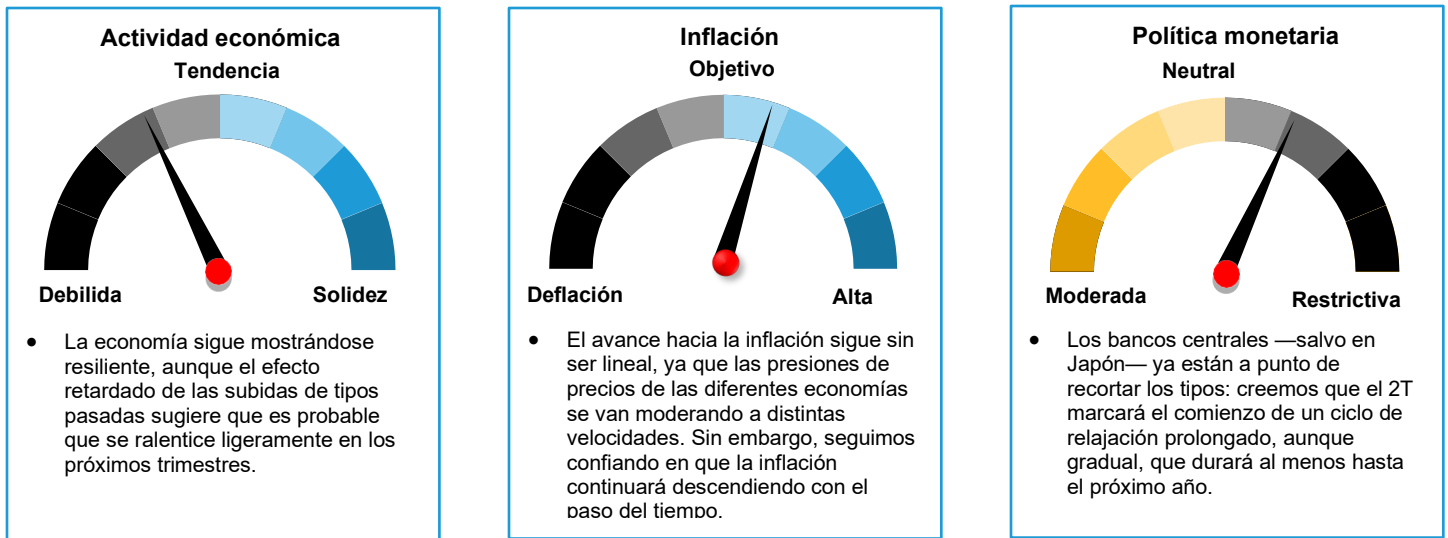 Actividad económica
Tendencia
Debilida
Solidez
• La economía sigue mostrándose
resiliente, aunque el efecto
retardado de las subidas de tipos
pasadas sugiere que es probable
que se ralentice ligeramente en los
próximos trimestres.
Inflación
Objetivo
Deflación
Alta
• El avance hacia la inflación sigue sin
ser lineal, ya que las presiones de
precios de las diferentes economías
se van moderando a distintas
velocidades. Sin embargo, seguimos
confiando en que la inflación
continuará descendiendo con el
paso del tiempo.
Política monetaria
Neutral
Moderada
Restrictiva
• Los bancos centrales —salvo en
Japón— ya están a punto de
recortar los tipos: creemos que el 2T
marcará el comienzo de un ciclo de
relajación prolongado, aunque
gradual, que durará al menos hasta
el próximo año.